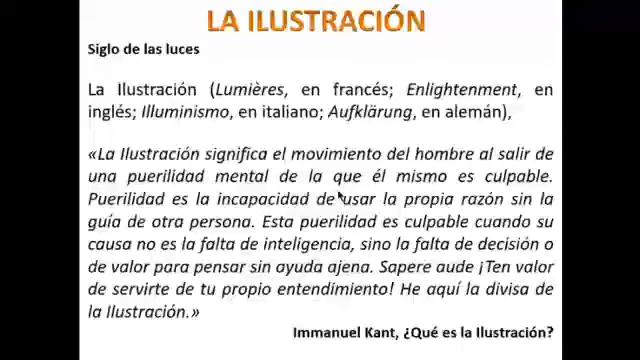 LA ILUSTRACIÓN
Siglo de las luces
La Ilustración (Lumières, en francés; Enlightenment, en
inglés; Illuminismo, en italiano; Aufklärung, en alemán),
«La Ilustración significa el movimiento del hombre al salir de
una puerilidad mental de la que él mismo es culpable.
Puerilidad es la incapacidad de usar la propia razón sin la
guía de otra persona. Esta puerilidad es culpable cuando su
causa no es la falta de inteligencia, sino la falta de decisión o
de valor para pensar sin ayuda ajena. Sapere aude ¡Ten valor
de servirte de tu propio entendimiento! He aquí la divisa de
la Ilustración.»
Immanuel Kant, ¿Qué es la Ilustración?